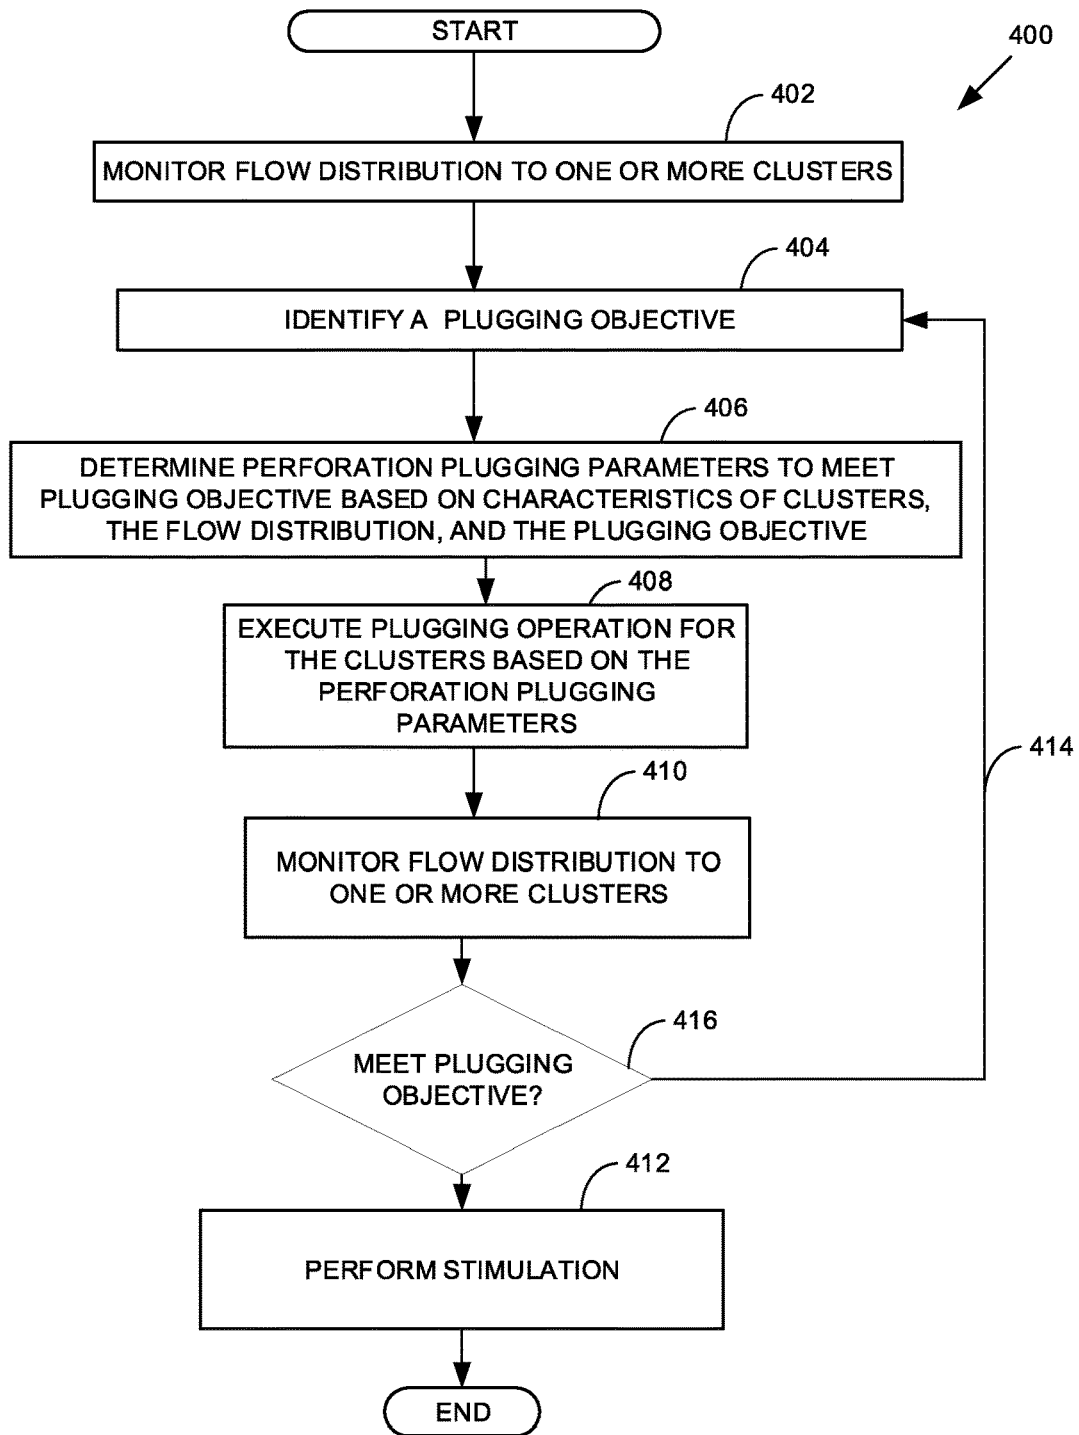 START
400
402
MONITOR FLOW DISTRIBUTION TO ONE OR MORE CLUSTERS
404
IDENTIFY A PLUGGING OBJECTIVE
406
DETERMINE PERFORATION PLUGGING PARAMETERS TO MEET
PLUGGING OBJECTIVE BASED ON CHARACTERISTICS OF CLUSTERS,
THE FLOW DISTRIBUTION, AND THE PLUGGING OBJECTIVE
408
EXECUTE PLUGGING OPERATION FOR
THE CLUSTERS BASED ON THE
PERFORATION PLUGGING
PARAMETERS
414
410
MONITOR FLOW DISTRIBUTION TO
ONE OR MORE CLUSTERS
416
MEET PLUGGING
OBJECTIVE?
412
PERFORM STIMULATION
END